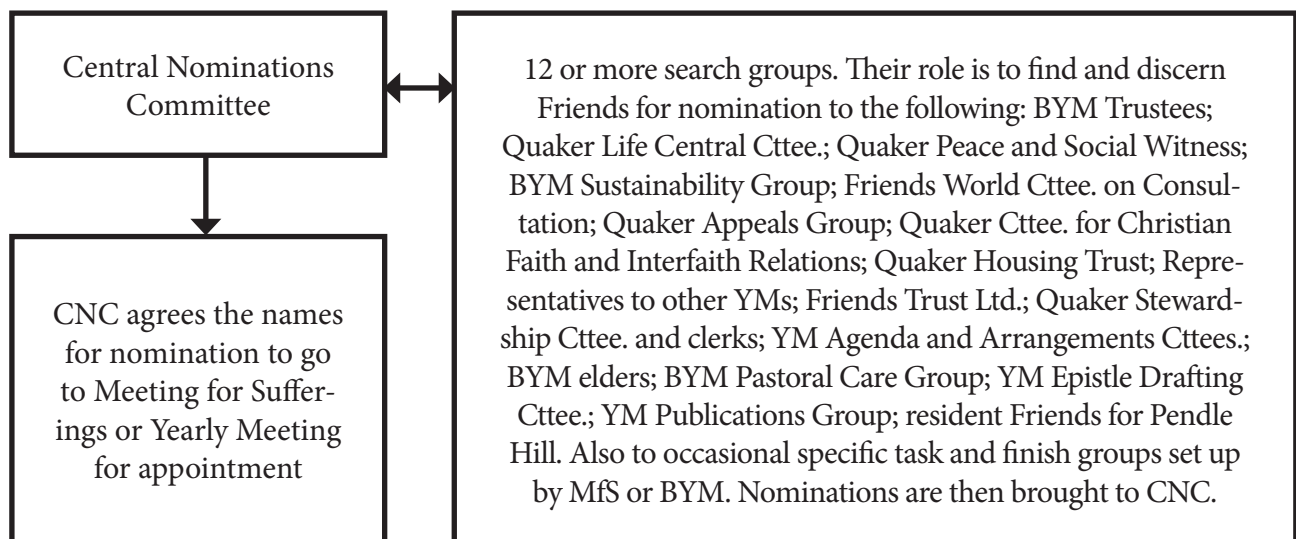 Central Nominations
Committee
12 or more search groups. Their role is to find and discern
Friends for nomination to the following: BYM Trustees;
Quaker Life Central Cttee.; Quaker Peace and Social Witness;
BYM Sustainability Group; Friends World Cttee. on Consul-
tation; Quaker Appeals Group; Quaker Cttee. for Christian
Faith and Interfaith Relations; Quaker Housing Trust; Repre-
sentatives to other YMs; Friends Trust Ltd.; Quaker Steward-
ship Cttee. and clerks; YM Agenda and Arrangements Cttees.;
BYM elders; BYM Pastoral Care Group; YM Epistle Drafting
Cttee.; YM Publications Group; resident Friends for Pendle
Hill. Also to occasional specific task and finish groups set up
by MfS or BYM. Nominations are then brought to CNC.
CNC agrees the names
for nomination to go
to Meeting for Suffer-
ings or Yearly Meeting
for appointment